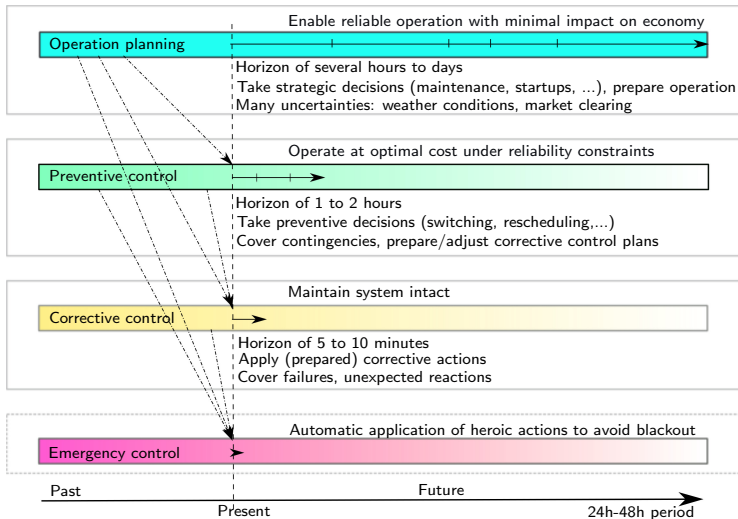 Enable reliable operation with minimal impact on economy
Operation planning
Horizon of several hours to days
Take strategic decisions (maintenance, startups, ...), prepare operation
Many uncertainties: weather conditions, market clearing
Operate at optimal cost under reliability constraints
Preventive control
Horizon of 1 to 2 hours
Take preventive decisions (switching, rescheduling,...)
Cover contingencies, prepare/adjust corrective control plans
Maintain system intact
Corrective control
Horizon of 5 to 10 minutes
Apply (prepared) corrective actions
Cover failures, unexpected reactions
Automatic application of heroic actions to avoid blackout
Emergency control
Past
Future
Present
24h-48h period